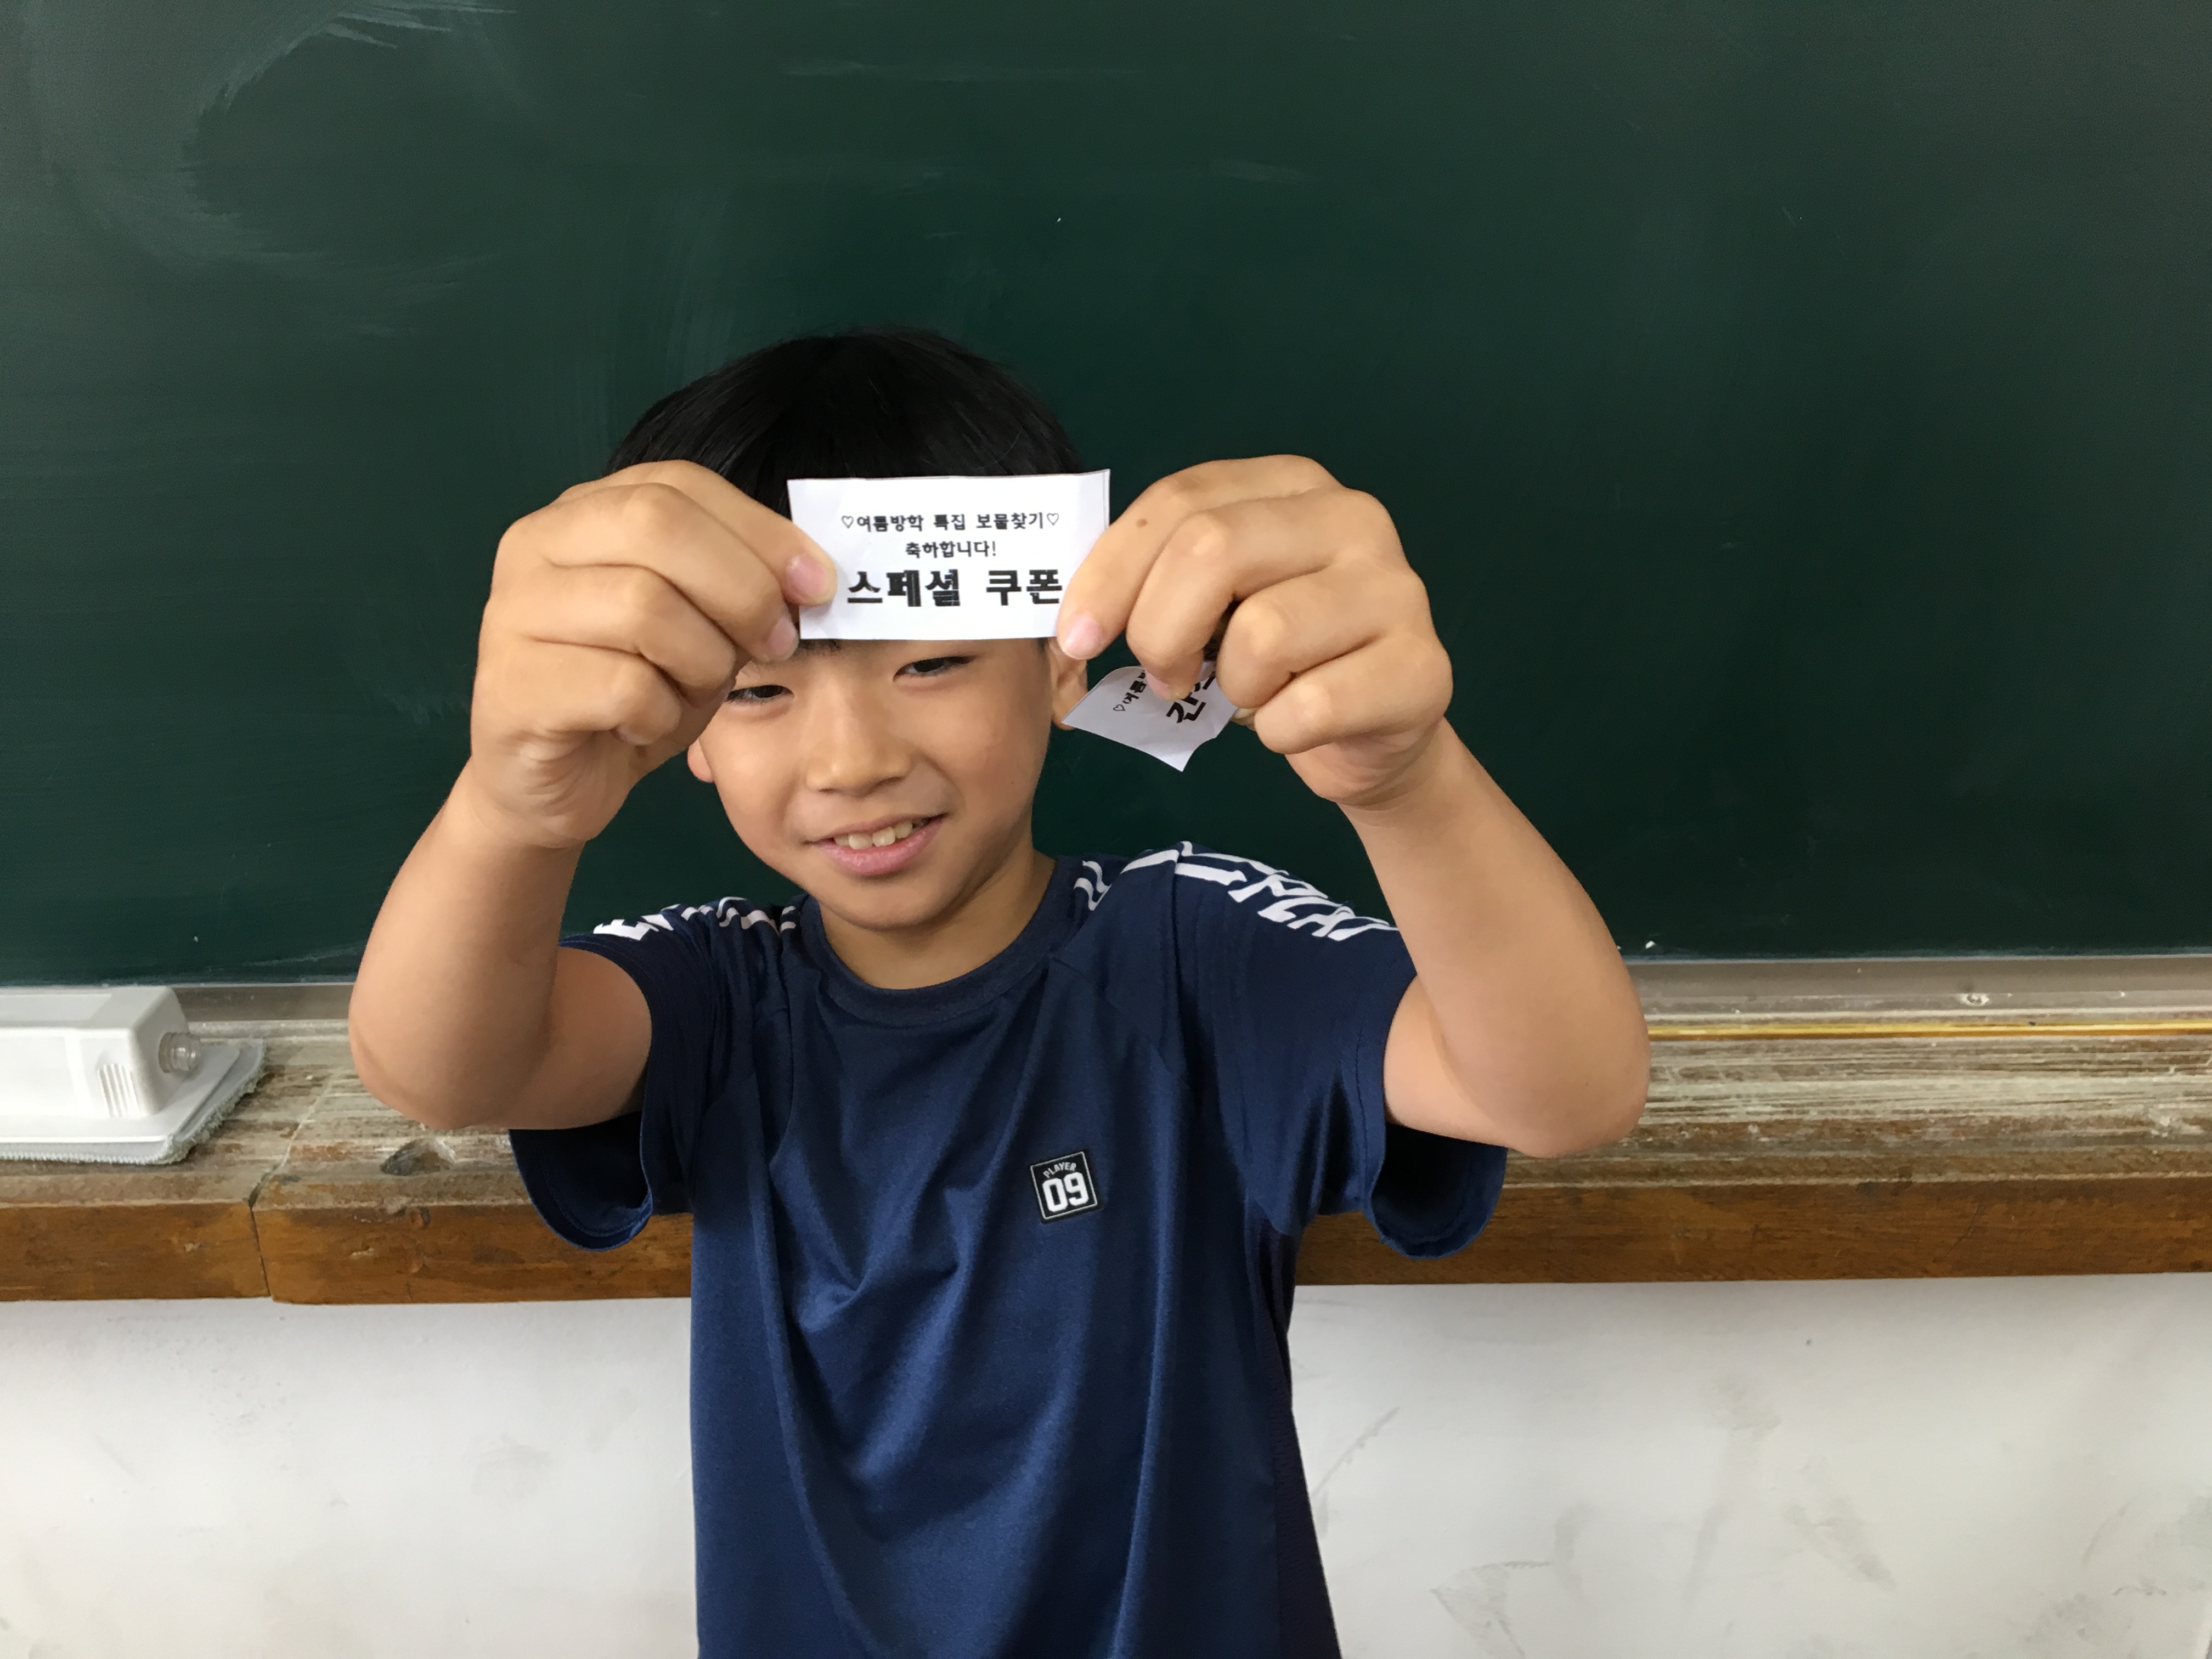 ♡여름방학 특집 보물찾기♡
축하합니다!
스페셜 쿠폰
PLAYER
09